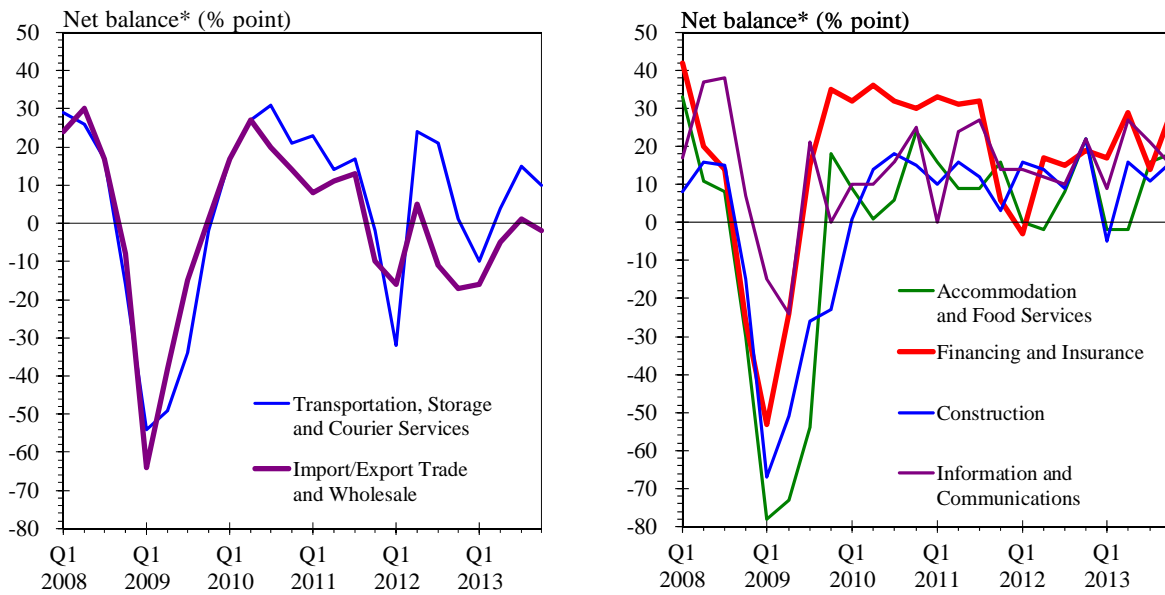 Net balance* (% point)
50
40
30
20
10
0
-10
-20
-30
-40
-50
-60
-70
-80
Q1 Q1 Q1 Q1 Q1 Q1
2008 2009 2010 2011 2012 2013
Transportation, Storage
and Courier Services
Import/Export Trade
and Wholesale
Net balance* (% point)
50
40
30
20
10
0
-10
-20
-30
-40
-50
-60
-70
-80
Q1 Q1 Q1 Q1 Q1 Q1
2008 2009 2010 2011 2012 2013
Accommodation
and Food Services
Financing and Insurance
Construction
Information and
Communications